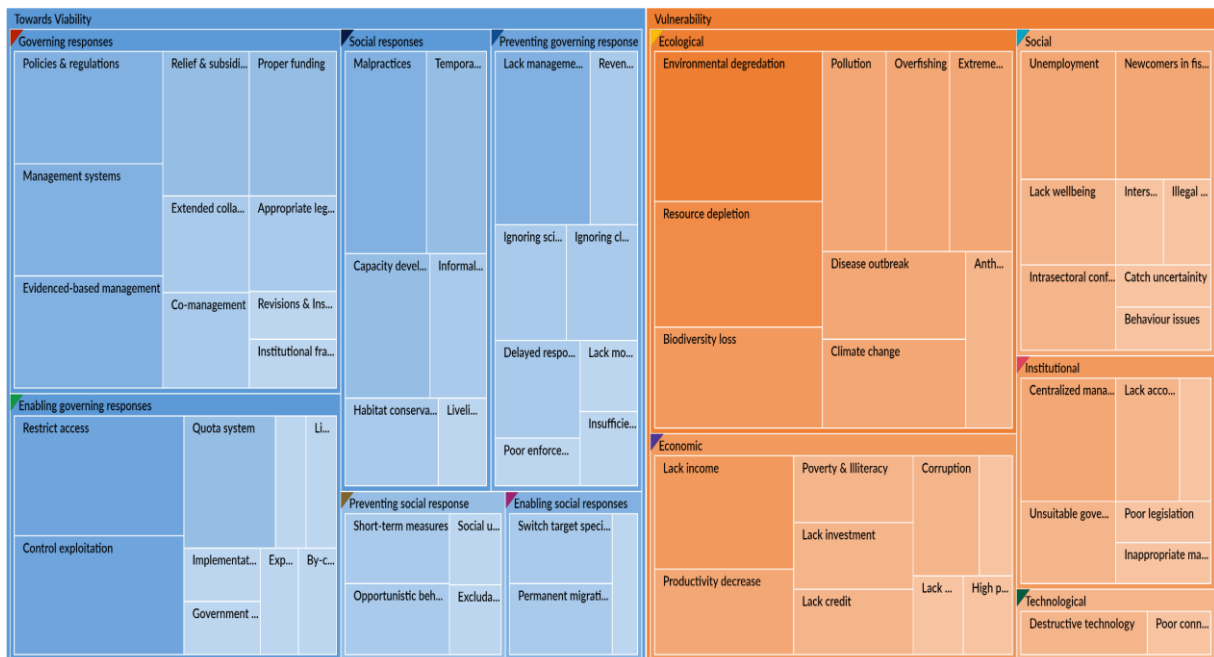 Towards Viability
Governing responses
Policies & regulations
Relief & subsidi...
Proper funding
Management systems
Extended colla...
Appropriate leg...
Evidenced-based management
Co-management
Revisions & Ins...
Institutional fra...
Enabling governing responses
Restrict access
Quota system
Li...
Control exploitation
Implementat...
Exp...
By-c...
Government ...
Social responses
Malpractices
Tempora...
Capacity devel...
Informal...
Habitat conserva...
Liveli...
Preventing governing response
Lack manageme...
Reven...
Ignoring sci...
Ignoring cl...
Delayed respo...
Lack mo...
Insufficie...
Poor enforce...
Preventing social response
Short-term measures
Social u...
Opportunistic beh...
Excluda...
Enabling social responses
Switch target speci...
Permanent migrati...
Vulnerability
Ecological
Environmental degredation
Pollution
Overfishing
Extreme...
Resource depletion
Disease outbreak
Anth...
Biodiversity loss
Climate change
Economic
Lack income
Poverty & Illiteracy
Corruption
Lack investment
Productivity decrease
Lack credit
Lack ...
High p...
Social
Unemployment
Newcomers in fis...
Lack wellbeing
Inters...
Illegal ...
Intrasectoral conf...
Catch uncertainity
Behaviour issues
Institutional
Centralized mana...
Lack acco...
Unsuitable gove...
Poor legislation
Inappropriate ma...
Technological
Destructive technology
Poor conn...